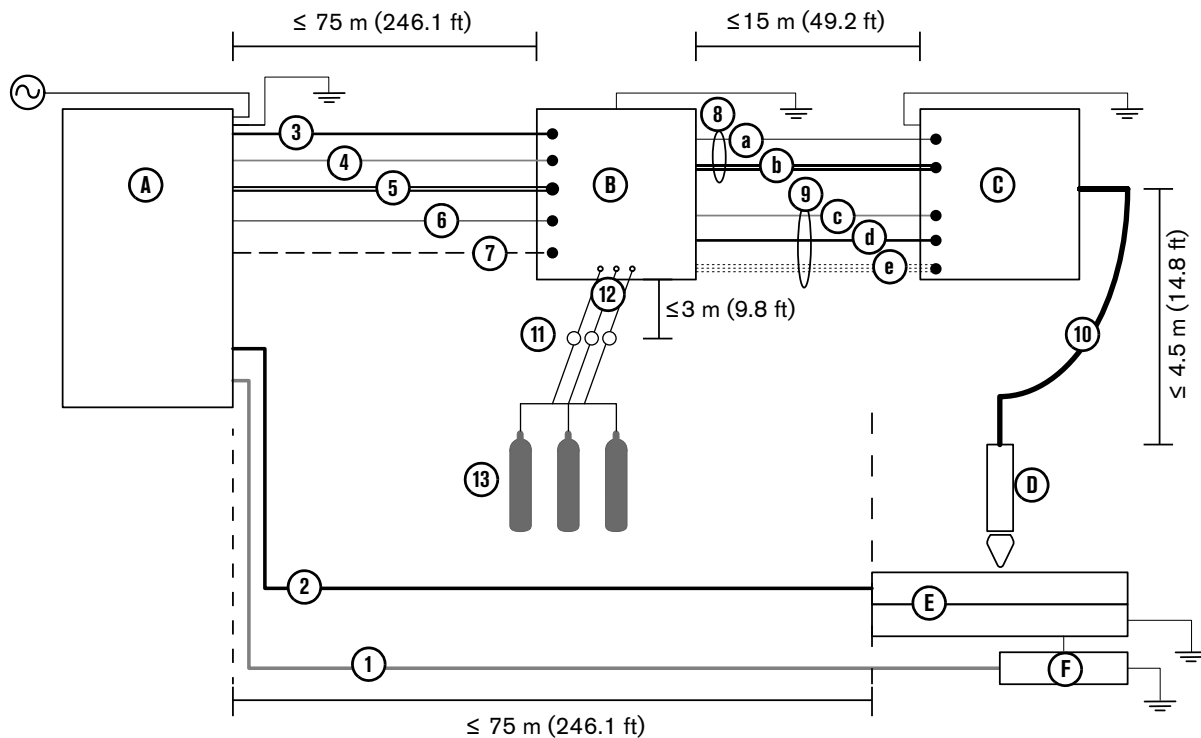 ≤ 75 m (246.1 ft)
≤15 m (49.2 ft)
A
3
4
5
6
7
B
8
a
b
9
c
d
e
C
12
≤3 m (9.8 ft)
11
10
≤ 4.5 m (14.8 ft)
13
D
2
E
1
F
≤ 75 m (246.1 ft)